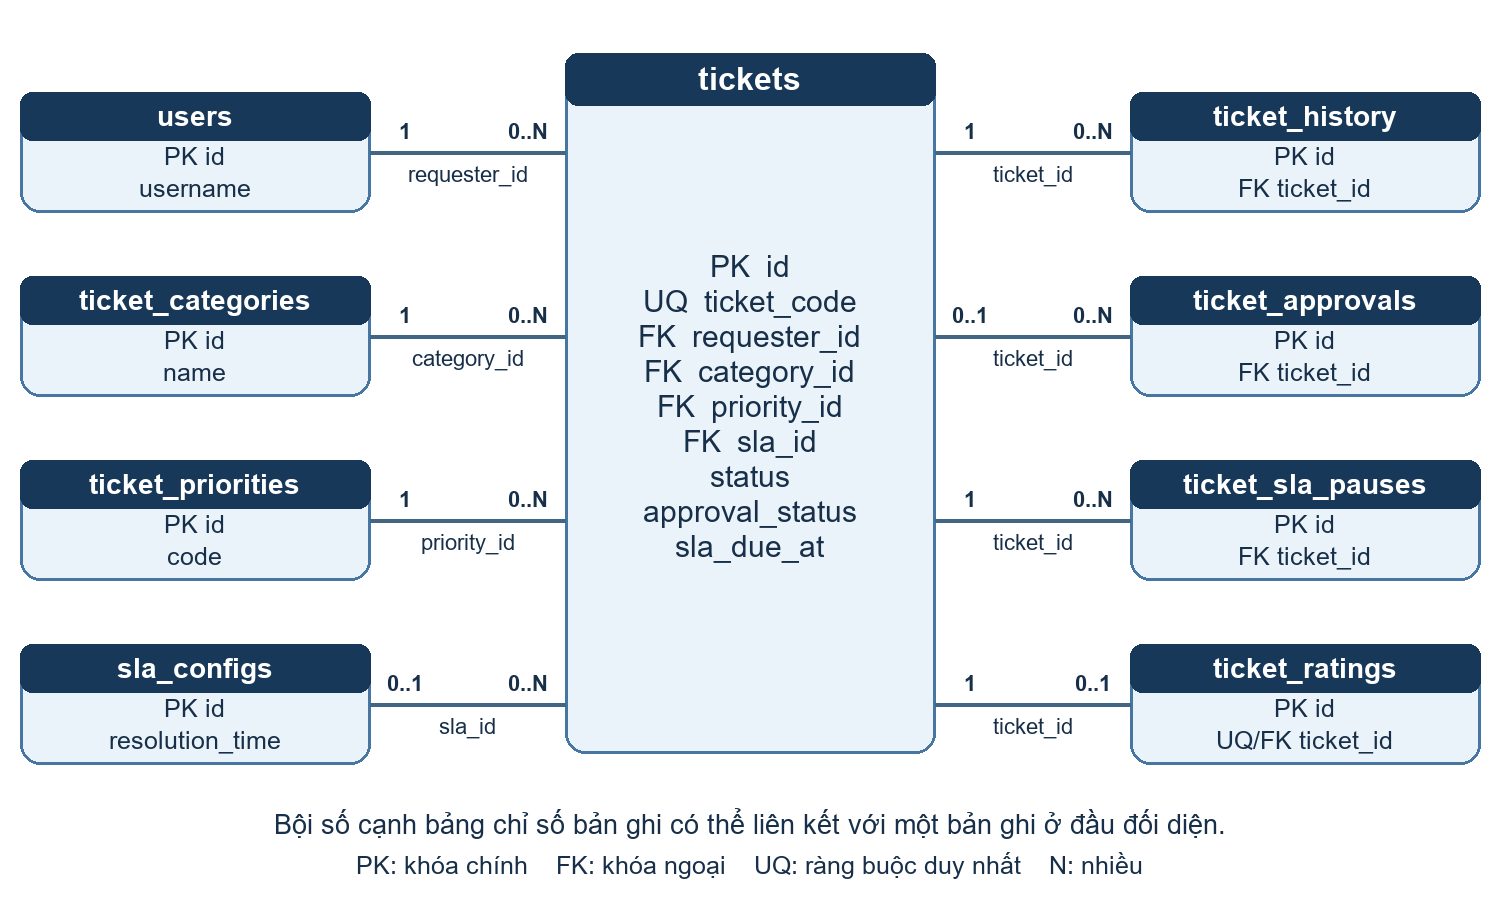 users
PK id
username
1
0..N
requester_id
ticket_categories
PK id
name
1
0..N
category_id
ticket_priorities
PK id
code
1
0..N
priority_id
sla_configs
PK id
resolution_time
0..1
0..N
sla_id
tickets
PK id
UQ ticket_code
FK requester_id
FK category_id
FK priority_id
FK sla_id
status
approval_status
sla_due_at
1
0..N
ticket_id
ticket_history
PK id
FK ticket_id
0..1
0..N
ticket_id
ticket_approvals
PK id
FK ticket_id
1
0..N
ticket_id
ticket_sla_pauses
PK id
FK ticket_id
1
0..1
ticket_id
ticket_ratings
PK id
UQ/FK ticket_id
Bội số cạnh bảng chỉ số bản ghi có thể liên kết với một bản ghi ở đầu đối diện.
PK: khóa chính FK: khóa ngoại UQ: ràng buộc duy nhất N: nhiều